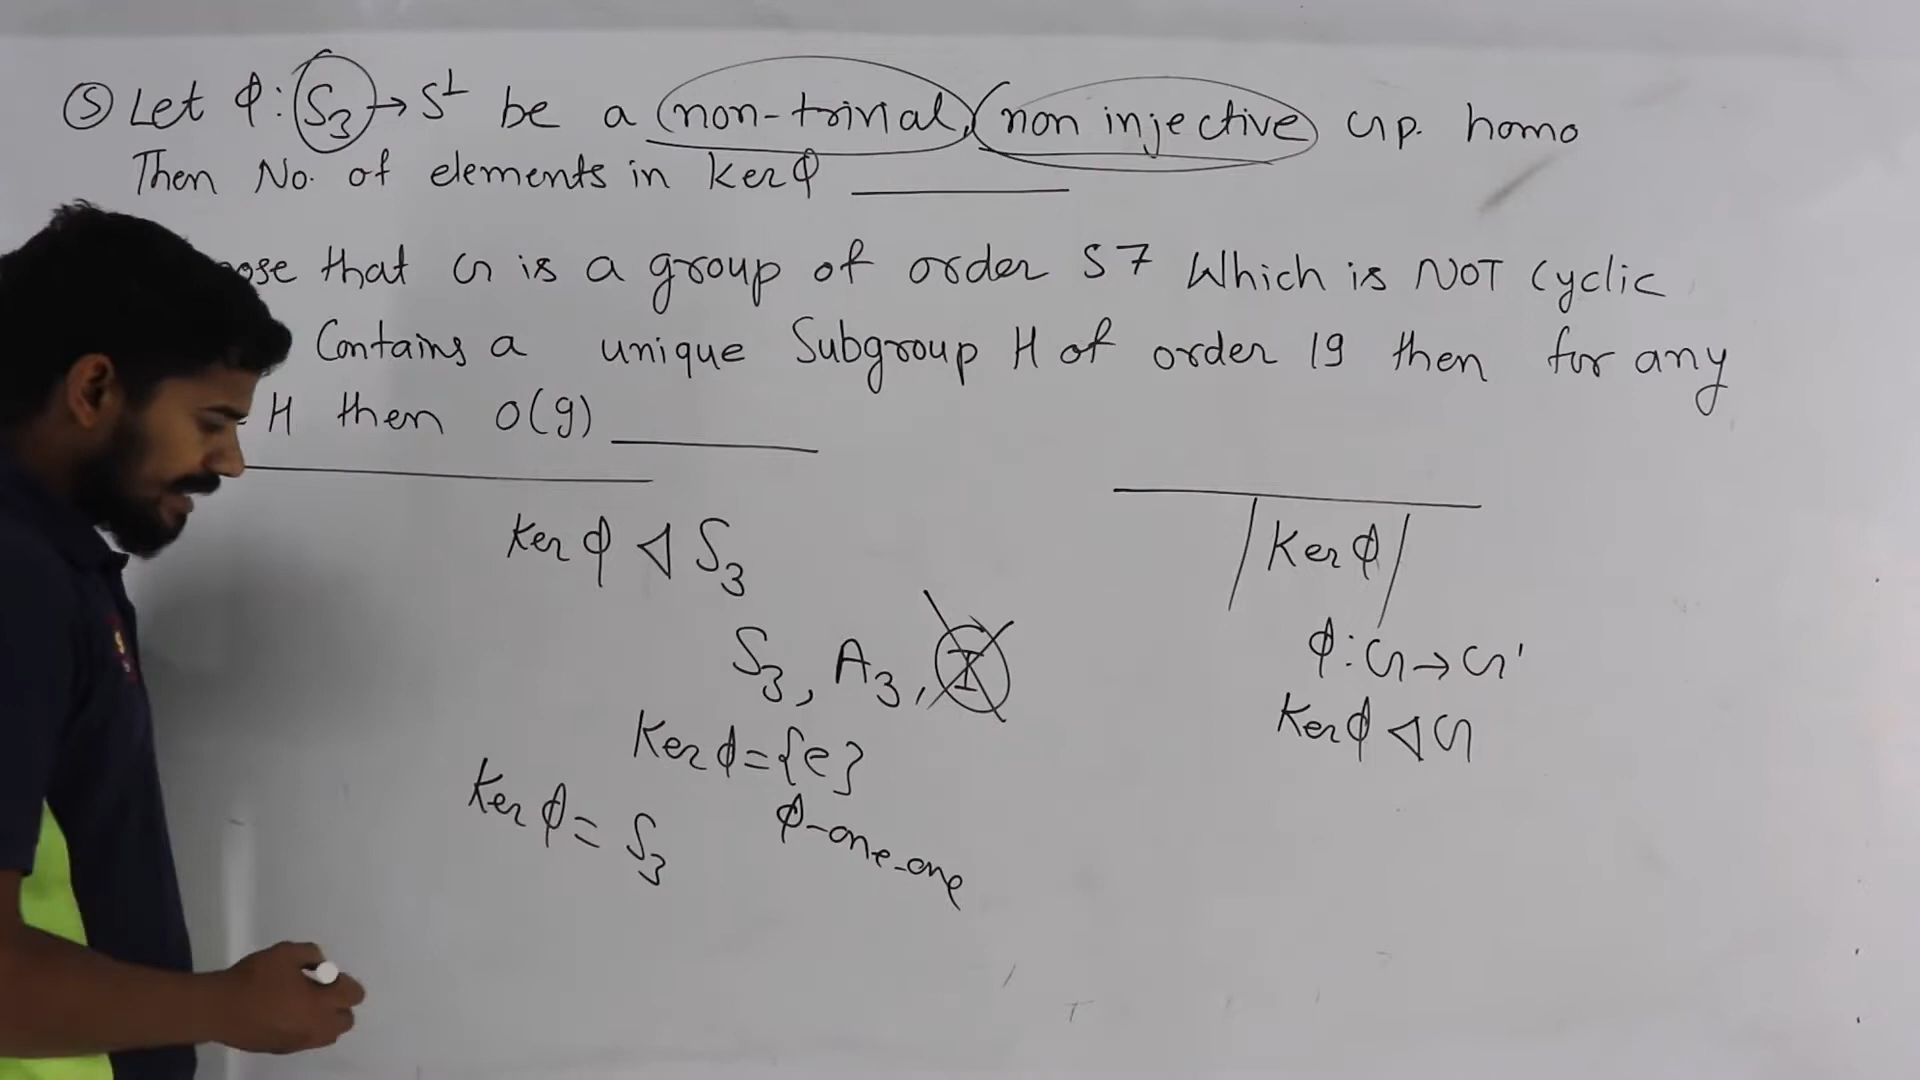 ⑤ Let ϕ: S₃ → S¹ be a non-trivial, non injective Gp. homo
Then No. of elements in Ker ϕ ________
ose that G is a group of order 57 Which is NOT cyclic
Contains a unique Subgroup H of order 19 then for any
H then o(g) ________
Ker ϕ ⊲ S₃
S₃, A₃, I
Ker ϕ = {e}
Ker ϕ = S₃
ϕ-one-one
|Ker ϕ|
ϕ: G → G'
Ker ϕ ⊲ G